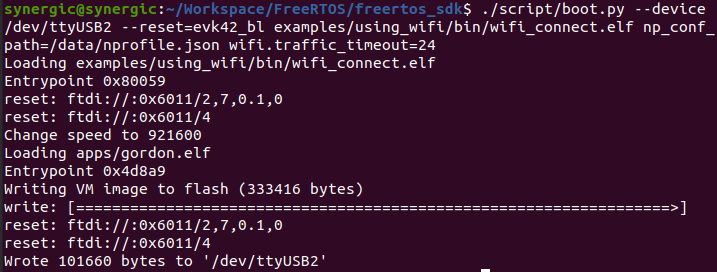 synergic@synergic:~/Workspace/FreeRTOS/freertos_sdk$ ./script/boot.py --device
/dev/ttyUSB2 --reset=evk42_bl examples/using_wifi/bin/wifi_connect.elf np_conf_
path=/data/nprofile.json wifi.traffic_timeout=24
Loading examples/using_wifi/bin/wifi_connect.elf
Entrypoint 0x80059
reset: ftdi://:0x6011/2,7,0.1,0
reset: ftdi://:0x6011/4
Change speed to 921600
Loading apps/gordon.elf
Entrypoint 0x4d8a9
Writing VM image to flash (333416 bytes)
write: [==================================================================>]
reset: ftdi://:0x6011/2,7,0.1,0
reset: ftdi://:0x6011/4
Wrote 101660 bytes to '/dev/ttyUSB2'